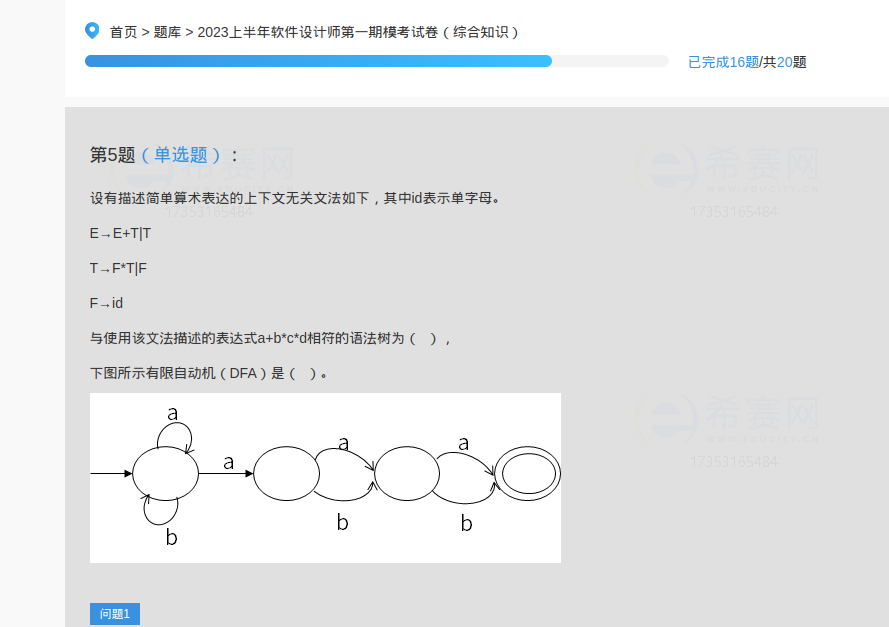 首页 > 题库 > 2023上半年软件设计师第一期模考试卷（综合知识）
已完成16题/共20题
第5题（单选题）：
希赛网
希赛网
17353165484
17353165484
设有描述简单算术表达的上下文无关文法如下，其中id表示单字母。
E→E+T|T
T→F*T|F
F→id
与使用该文法描述的表达式a+b*c*d相符的语法树为（ ），
下图所示有限自动机（DFA）是（ ）。
希赛网
17353165484
a
a
a
a
b
b
b
问题1